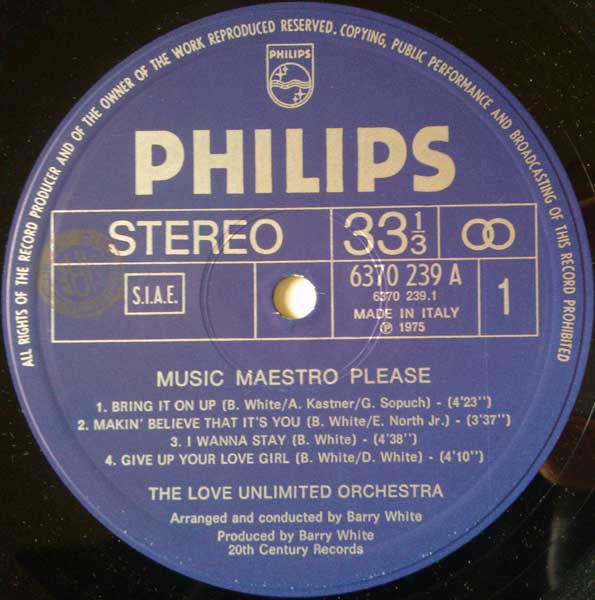 ALL RIGHTS OF THE RECORD PRODUCER AND OF THE OWNER OF THE WORK REPRODUCED RESERVED. COPYING, PUBLIC PERFORMANCE AND BROADCASTING OF THIS RECORD PROHIBITED
PHILIPS
PHILIPS
STEREO
33 1/3
S.I.A.E.
6370 239 A
6370 239.1
MADE IN ITALY
℗ 1975
1
MUSIC MAESTRO PLEASE
1. BRING IT ON UP (B. White/A. Kastner/G. Sopuch) - (4'23")
2. MAKIN' BELIEVE THAT IT'S YOU (B. White/E. North Jr.) - (3'37")
3. I WANNA STAY (B. White) - (4'38")
4. GIVE UP YOUR LOVE GIRL (B. White/D. White) - (4'10")
THE LOVE UNLIMITED ORCHESTRA
Arranged and conducted by Barry White
Produced by Barry White
20th Century Records